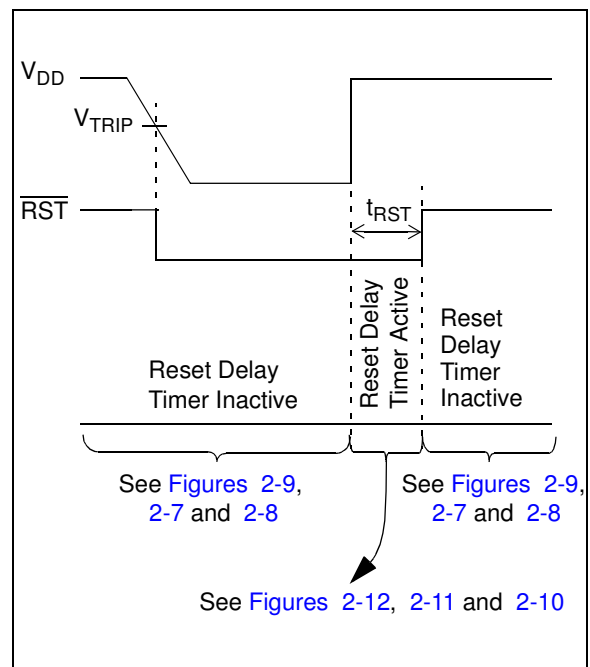 VDD
VTRIP
RST
tRST
Reset Delay
Timer Inactive
Reset Delay
Timer Active
Reset
Delay
Timer
Inactive
See Figures 2-9,
2-7 and 2-8
See Figures 2-9,
2-7 and 2-8
See Figures 2-12, 2-11 and 2-10